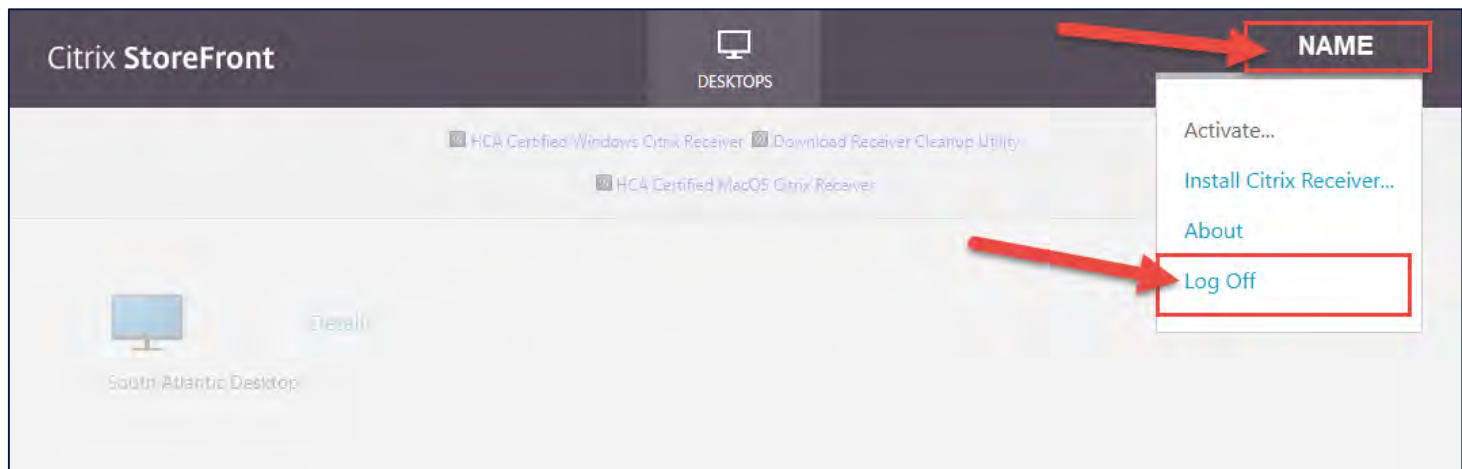 Citrix StoreFront
DESKTOPS
NAME
HCA Certified Windows Citrix Receiver Download Receiver Cleanup Utility
HCA Certified MacOS Citrix Receiver
Activate...
Install Citrix Receiver...
About
Log Off
Details
South Atlantic Desktop